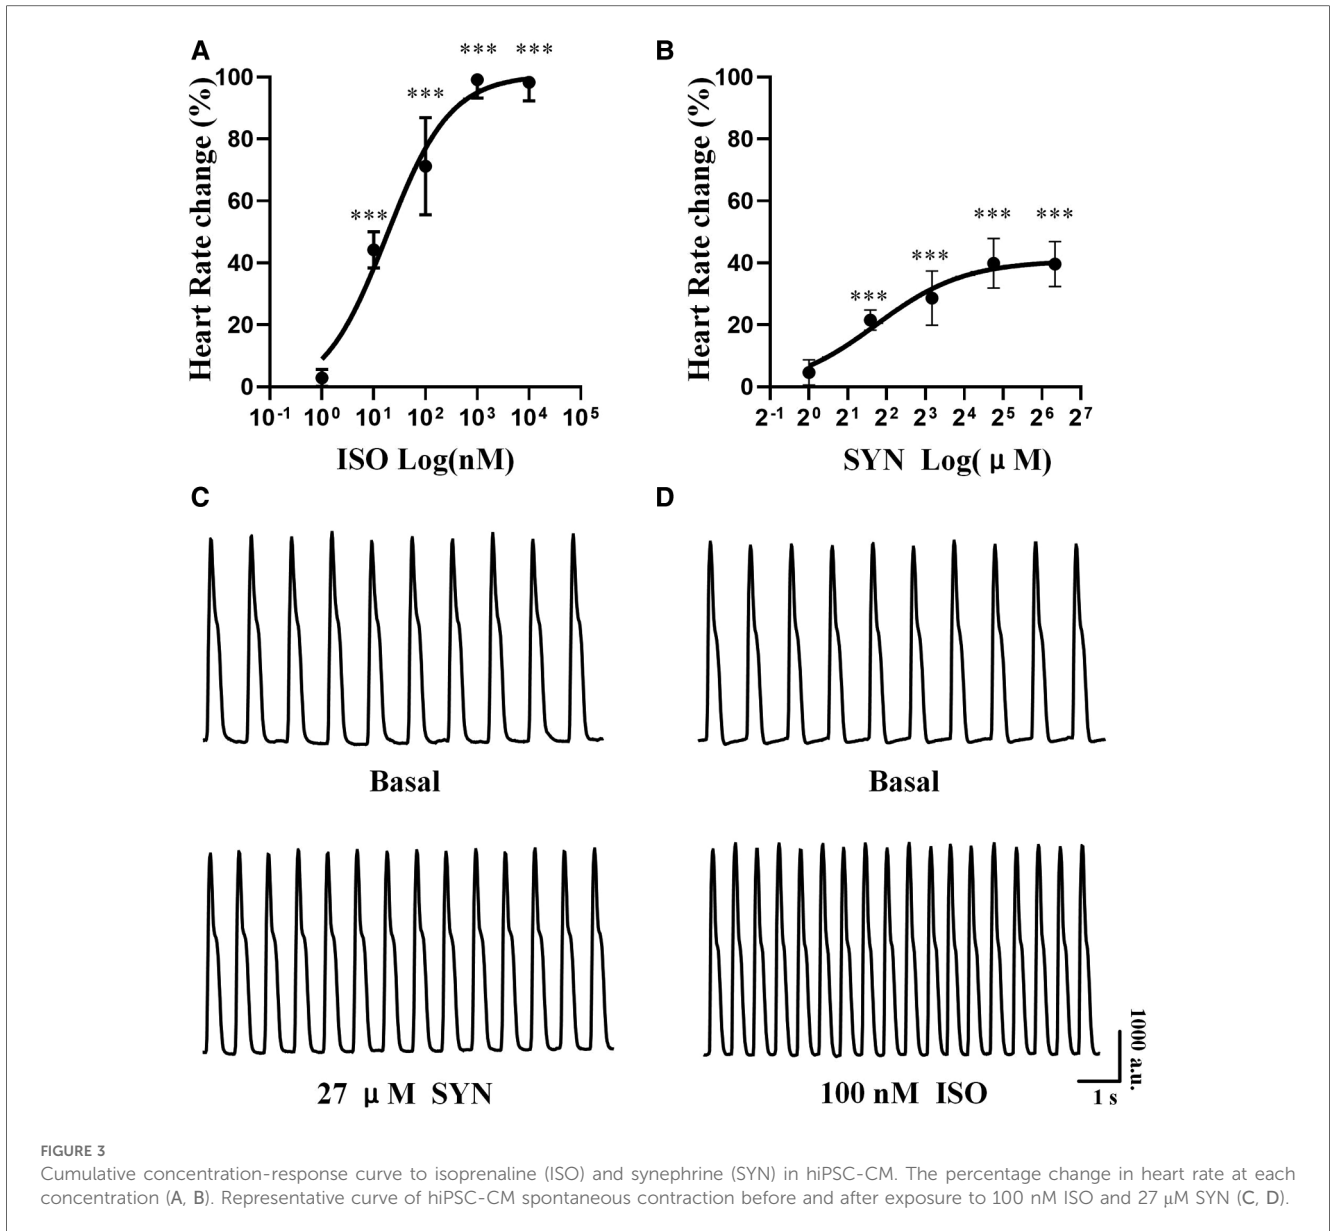 A
B
*** ***
***
***
100
80
60
40
20
0
Heart Rate change (%)
10-1 100 101 102 103 104 105
ISO Log(nM)
*** ***
***
***
100
80
60
40
20
0
Heart Rate change (%)
2-1 20 21 22 23 24 25 26 27
SYN Log( μ M)
C
D
Basal
Basal
27 μ M SYN
100 nM ISO
1000 a.u.
1 s
FIGURE 3
Cumulative concentration-response curve to isoprenaline (ISO) and synephrine (SYN) in hiPSC-CM. The percentage change in heart rate at each
concentration (A, B). Representative curve of hiPSC-CM spontaneous contraction before and after exposure to 100 nM ISO and 27 μM SYN (C, D).